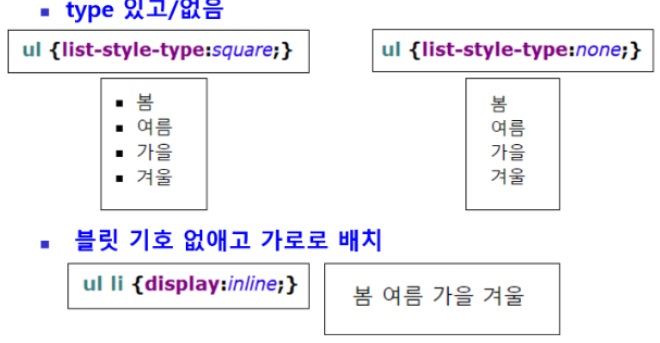 ▪ type 있고/없음
ul {list-style-type:square;}
ul {list-style-type:none;}
▪ 봄
▪ 여름
▪ 가을
▪ 겨울
봄
여름
가을
겨울
▪ 블릿 기호 없애고 가로로 배치
ul li {display:inline;}
봄 여름 가을 겨울